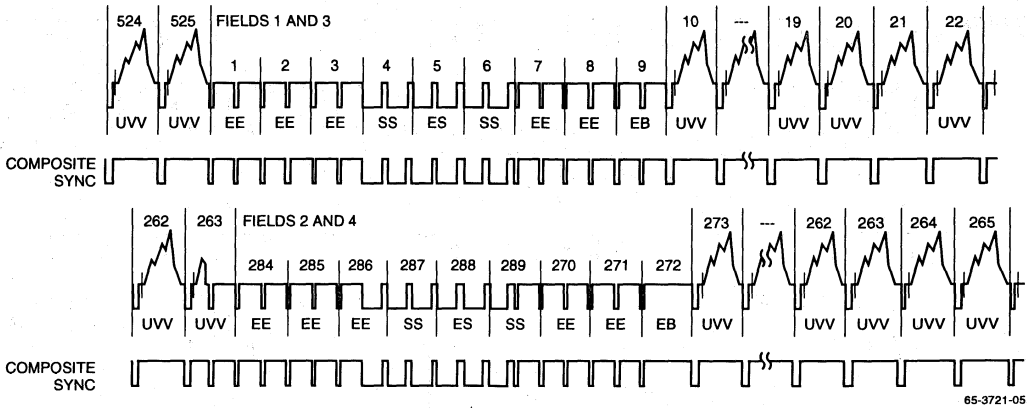 524 525 FIELDS 1 AND 3 10 --- 19 20 21 22
1 2 3 4 5 6 7 8 9
UVV UVV EE EE EE SS ES SS EE EE EB UVV UVV UVV UVV
COMPOSITE
SYNC
262 263 FIELDS 2 AND 4 273 --- 262 263 264 265
284 285 286 287 288 289 270 271 272
UVV UVV EE EE EE SS ES SS EE EE EB UVV UVV UVV UVV UVV
COMPOSITE
SYNC
65-3721-05